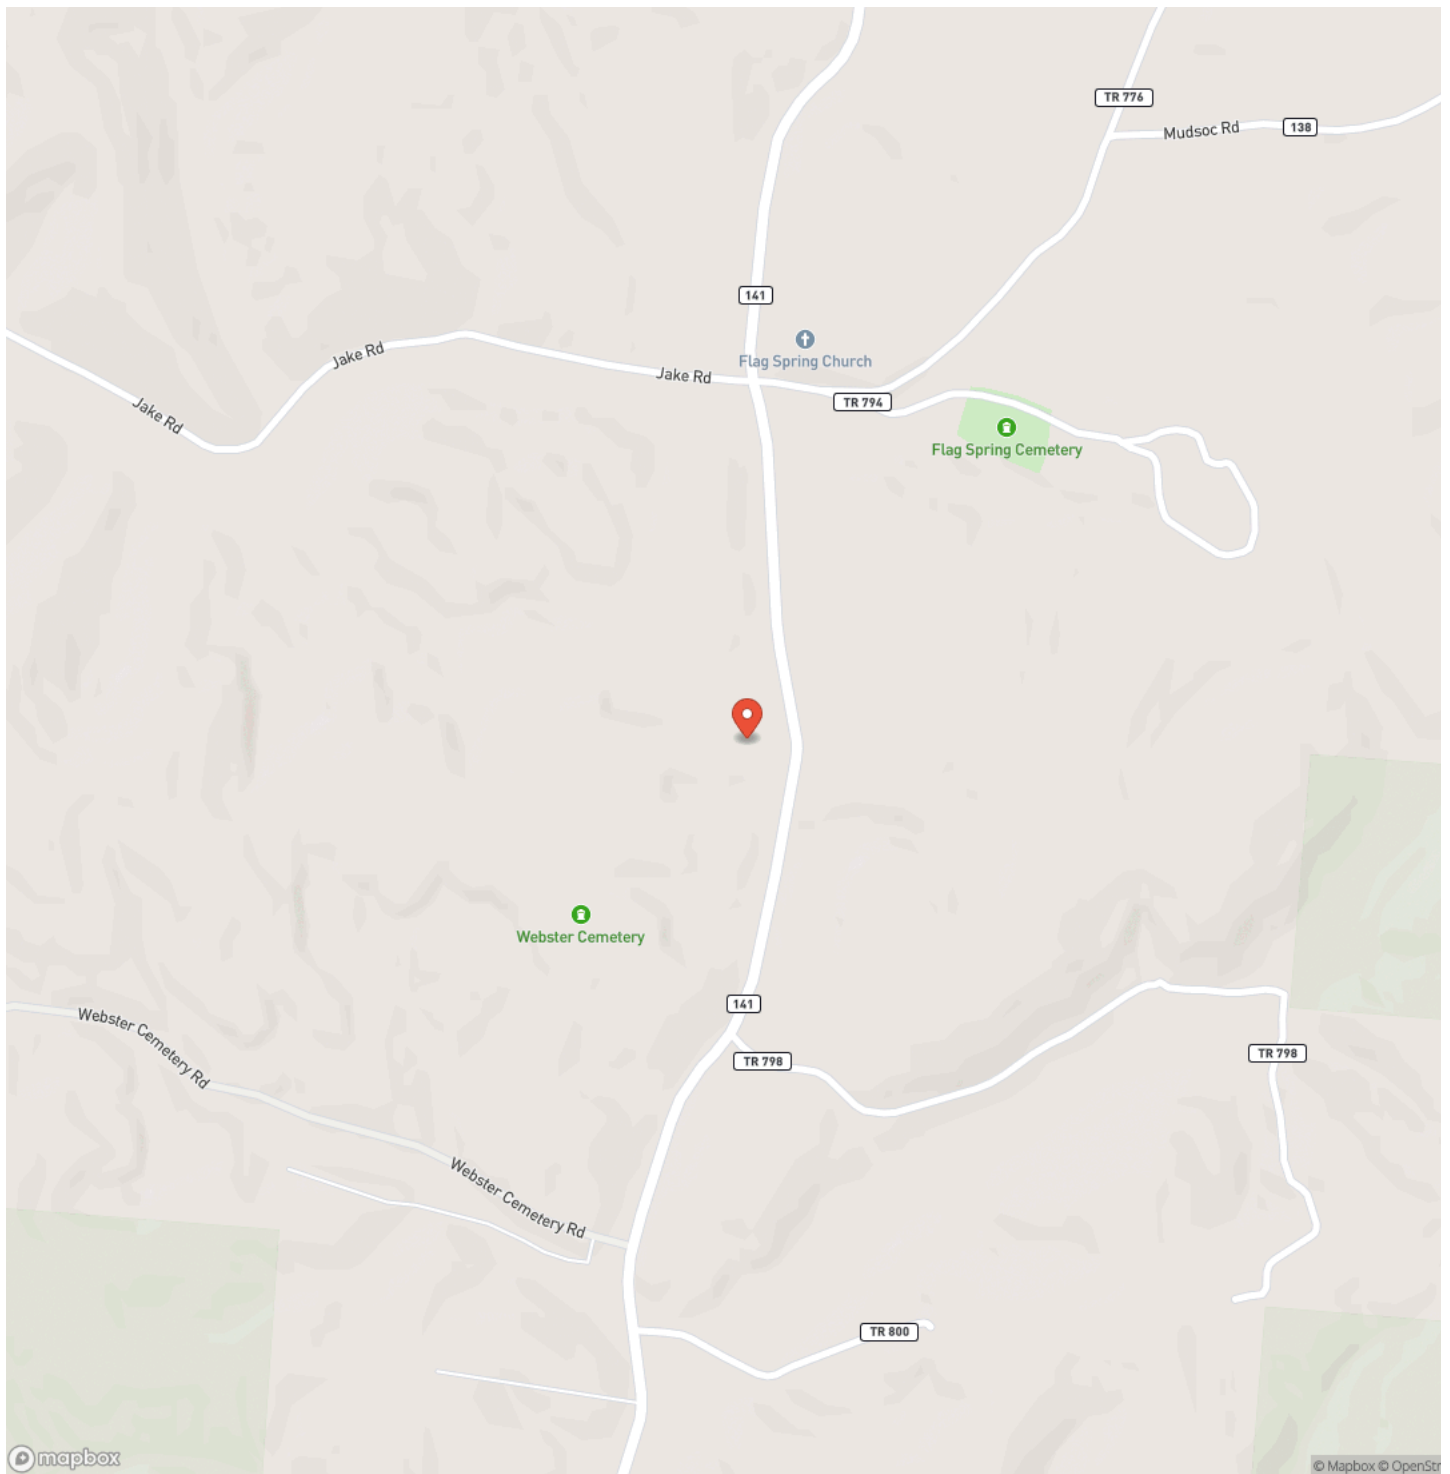 TR 776
Mudsoc Rd
138
141
Flag Spring Church
Jake Rd
Jake Rd
Jake Rd
TR 794
Flag Spring Cemetery
Webster Cemetery
141
Webster Cemetery Rd
TR 798
TR 798
Webster Cemetery Rd
TR 800
mapbox
© Mapbox © OpenStr